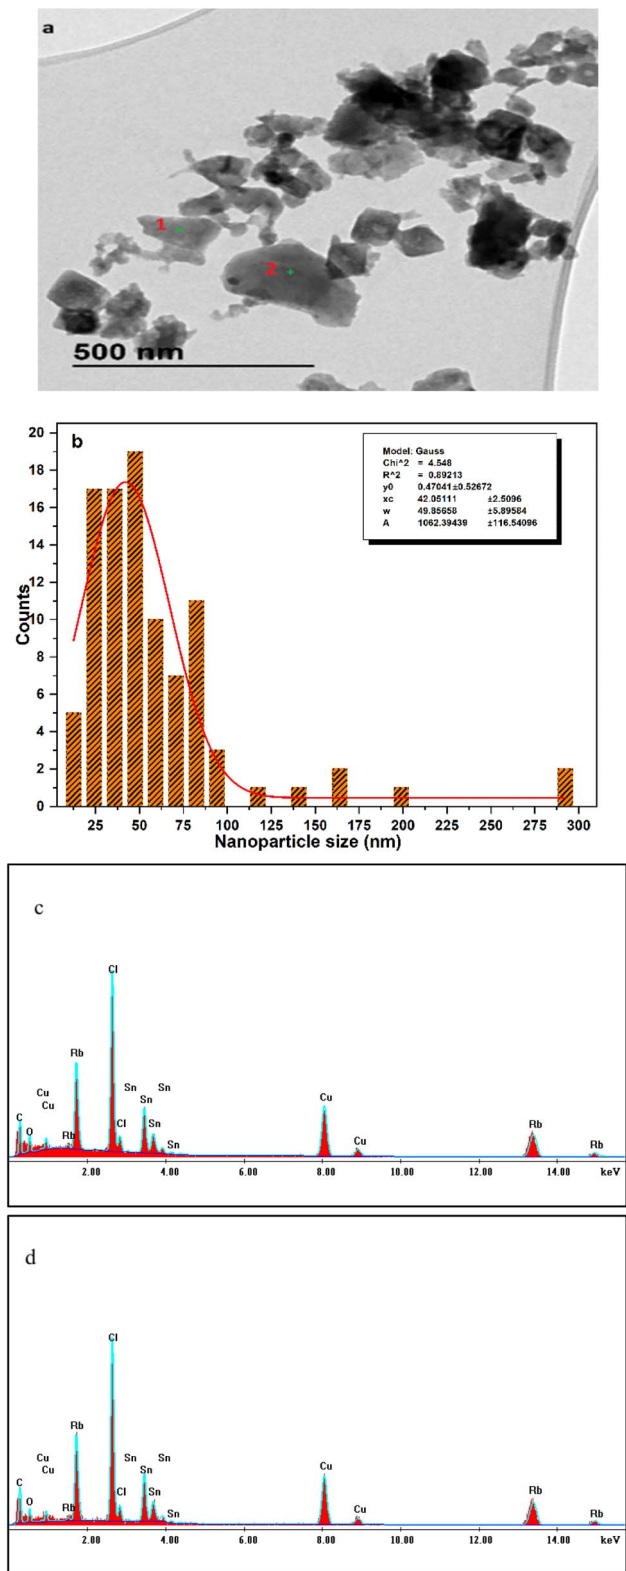 a
1
2
500 nm
b
20
18
16
14
12
10
8
6
4
2
0
Counts
Model: Gauss
Chi^2 = 4.548
R^2 = 0.89213
y0 0.47041±0.52672
xc 42.05111 ±2.5096
w 49.85658 ±5.89584
A 1062.39439 ±116.54096
25 50 75 100 125 150 175 200 225 250 275 300
Nanoparticle size (nm)
c
Cl
Rb
Sn Sn
Cu
Cu
Sn
Cu
C
O
Rb
Cl
Sn
Sn
Cu
Rb
Rb
2.00 4.00 6.00 8.00 10.00 12.00 14.00 keV
d
Cl
Rb
Cu
Cu
Sn Sn
Sn
Cu
C
O
Rb
Cl
Sn
Sn
Cu
Rb
Rb
2.00 4.00 6.00 8.00 10.00 12.00 14.00 keV